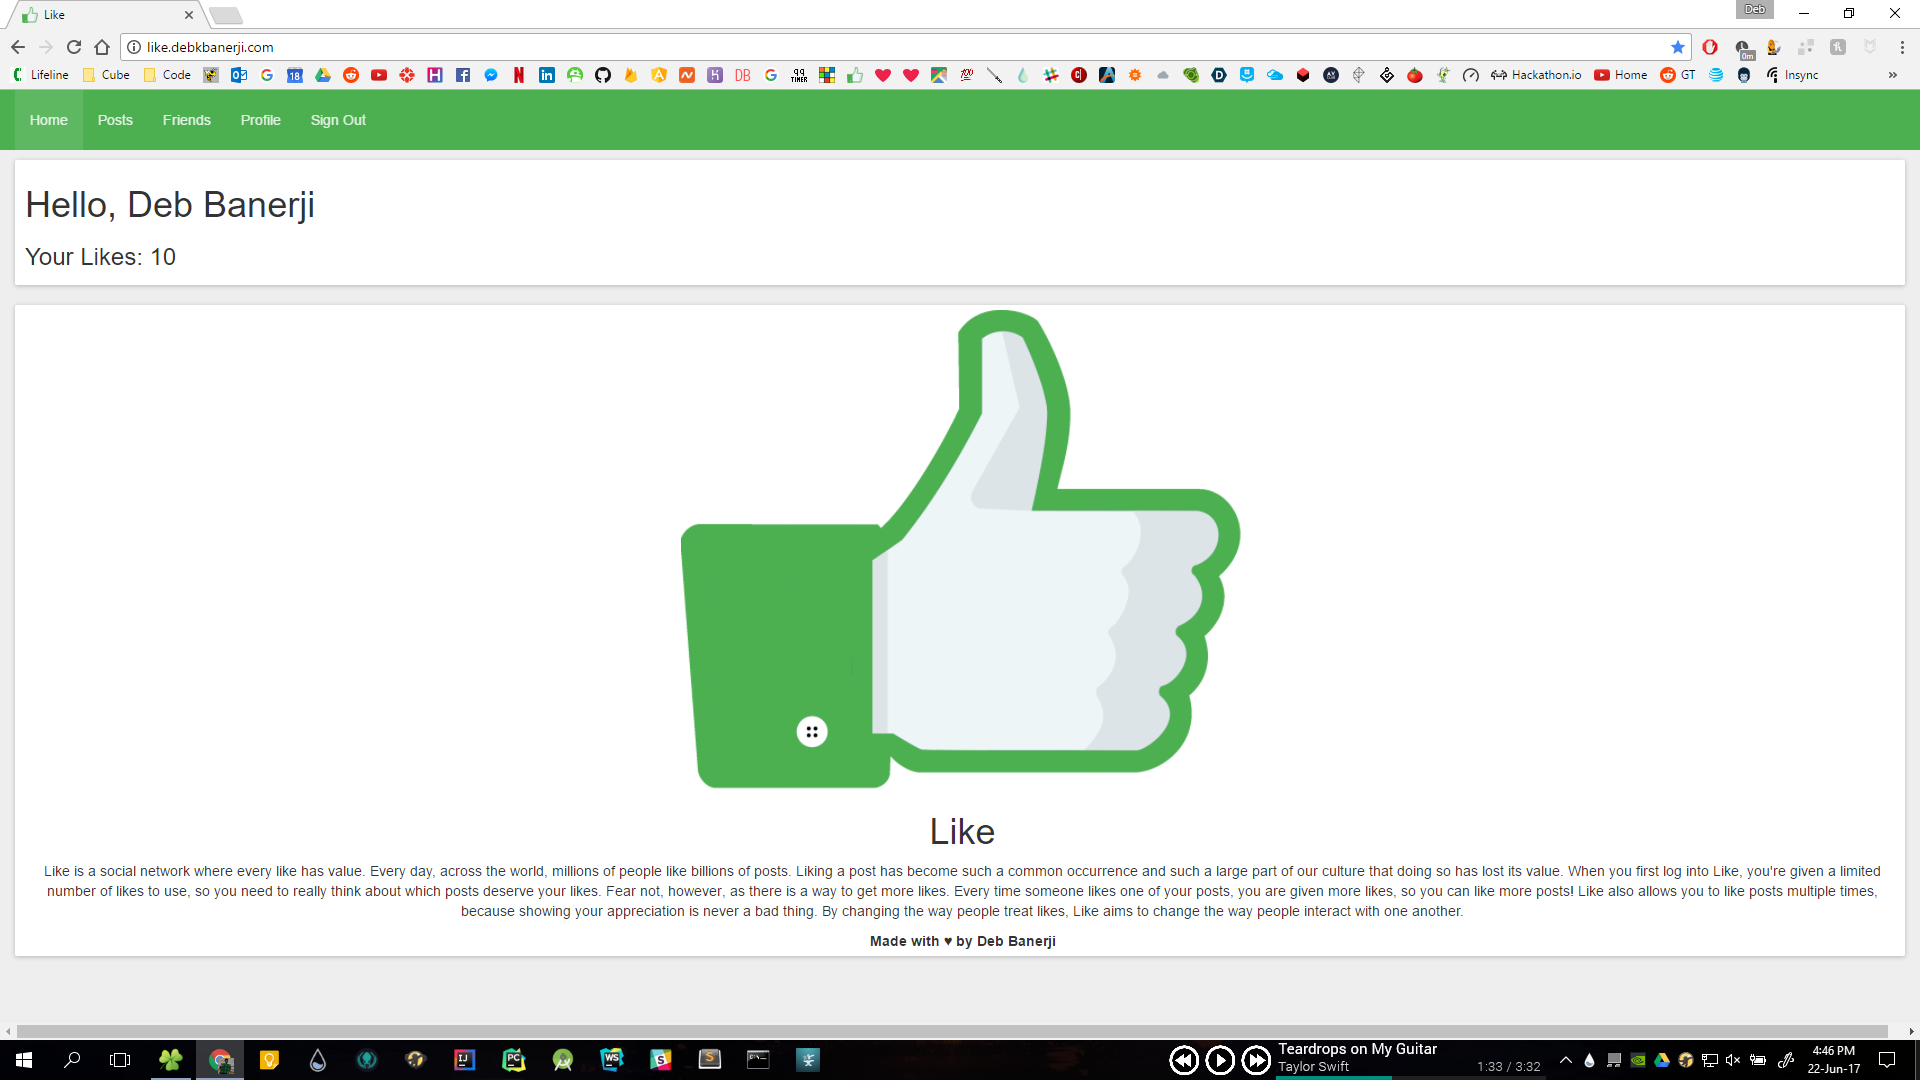 Like
Deb
like.debkbanerji.com
Lifeline Cube Code 18 DB TIMER 100 Hackathon.io Home GT Insync »
Home Posts Friends Profile Sign Out
Hello, Deb Banerji
Your Likes: 10
Like
Like is a social network where every like has value. Every day, across the world, millions of people like billions of posts. Liking a post has become such a common occurrence and such a large part of our culture that doing so has lost its value. When you first log into Like, you're given a limited
number of likes to use, so you need to really think about which posts deserve your likes. Fear not, however, as there is a way to get more likes. Every time someone likes one of your posts, you are given more likes, so you can like more posts! Like also allows you to like posts multiple times,
because showing your appreciation is never a bad thing. By changing the way people treat likes, Like aims to change the way people interact with one another.
Made with ♥ by Deb Banerji
Teardrops on My Guitar
Taylor Swift 1:33 / 3:32
4:46 PM
22-Jun-17